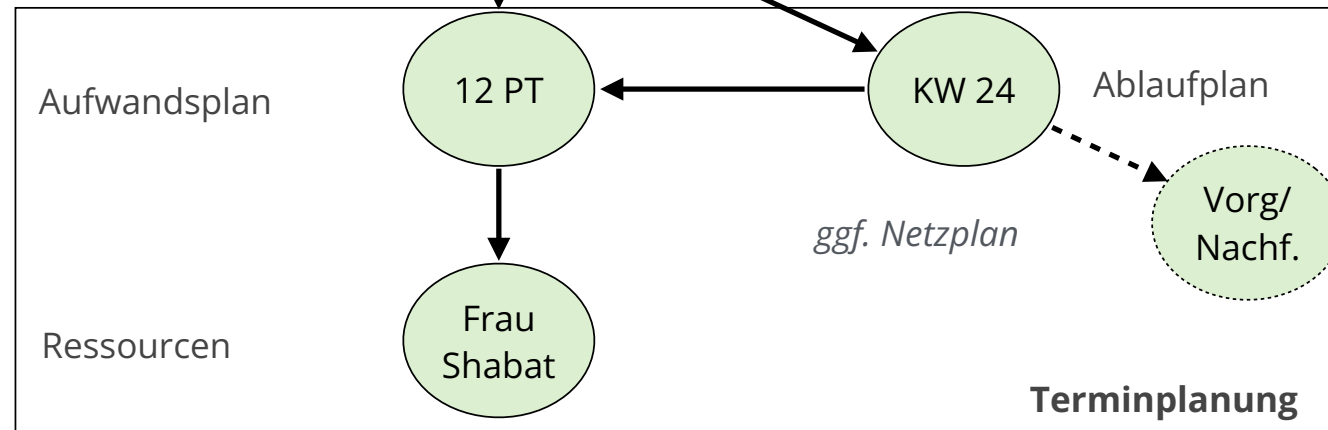 Aufwandsplan
12 PT
KW 24
Ablaufplan
ggf. Netzplan
Vorg/
Nachf.
Ressourcen
Frau
Shabat
Terminplanung